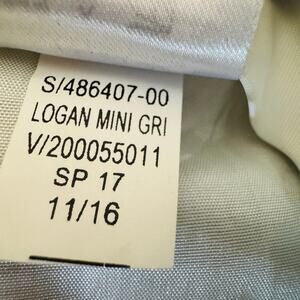 S/486407-00
LOGAN MINI GRI
V/200055011
SP 17
11/16